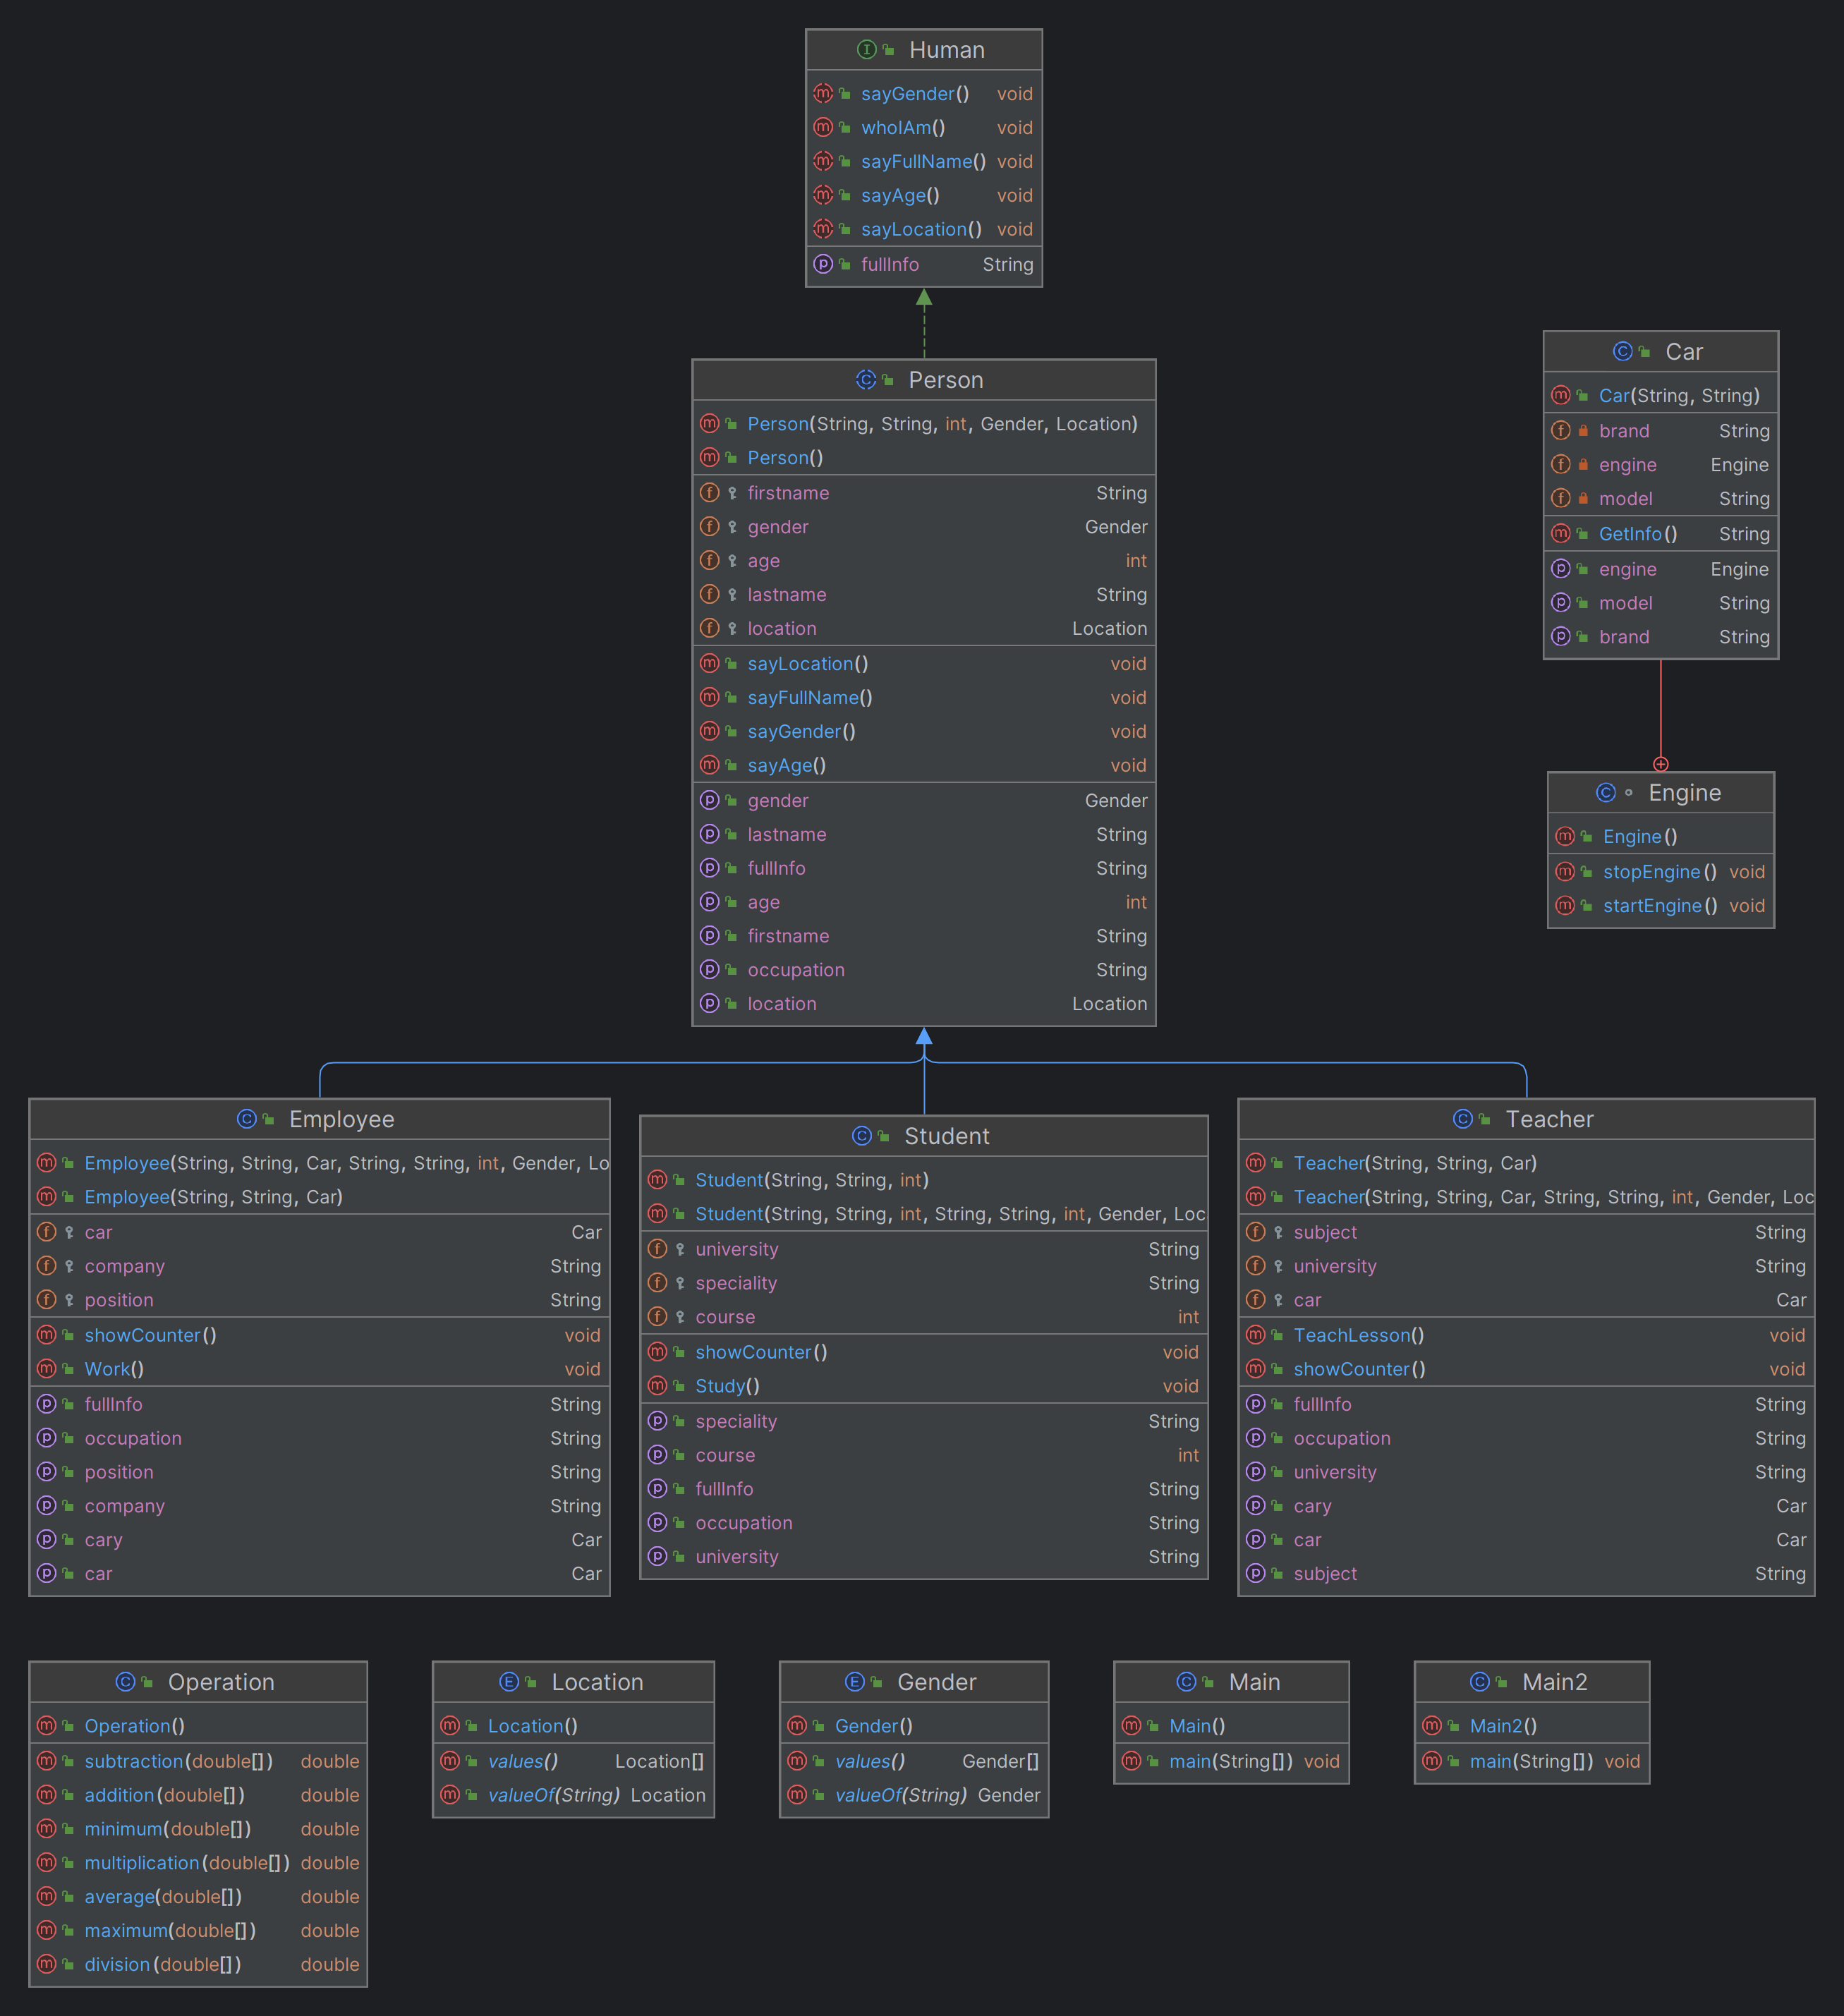 Human
sayGender() void
whoIAm() void
sayFullName() void
sayAge() void
sayLocation() void
fullInfo String
Person
Person(String, String, int, Gender, Location)
Person()
firstname String
gender Gender
age int
lastname String
location Location
sayLocation() void
sayFullName() void
sayGender() void
sayAge() void
gender Gender
lastname String
fullInfo String
age int
firstname String
occupation String
location Location
Car
Car(String, String)
brand String
engine Engine
model String
GetInfo() String
engine Engine
model String
brand String
Engine
Engine()
stopEngine() void
startEngine() void
Employee
Employee(String, String, Car, String, String, int, Gender, Lo
Employee(String, String, Car)
car Car
company String
position String
showCounter() void
Work() void
fullInfo String
occupation String
position String
company String
cary Car
car Car
Student
Student(String, String, int)
Student(String, String, int, String, String, int, Gender, Loc
university String
speciality String
course int
showCounter() void
Study() void
speciality String
course int
fullInfo String
occupation String
university String
Teacher
Teacher(String, String, Car)
Teacher(String, String, Car, String, String, int, Gender, Loc
subject String
university String
car Car
TeachLesson() void
showCounter() void
fullInfo String
occupation String
university String
cary Car
car Car
subject String
Operation
Operation()
subtraction(double[]) double
addition(double[]) double
minimum(double[]) double
multiplication(double[]) double
average(double[]) double
maximum(double[]) double
division(double[]) double
Location
Location()
values() Location[]
valueOf(String) Location
Gender
Gender()
values() Gender[]
valueOf(String) Gender
Main
Main()
main(String[]) void
Main2
Main2()
main(String[]) void